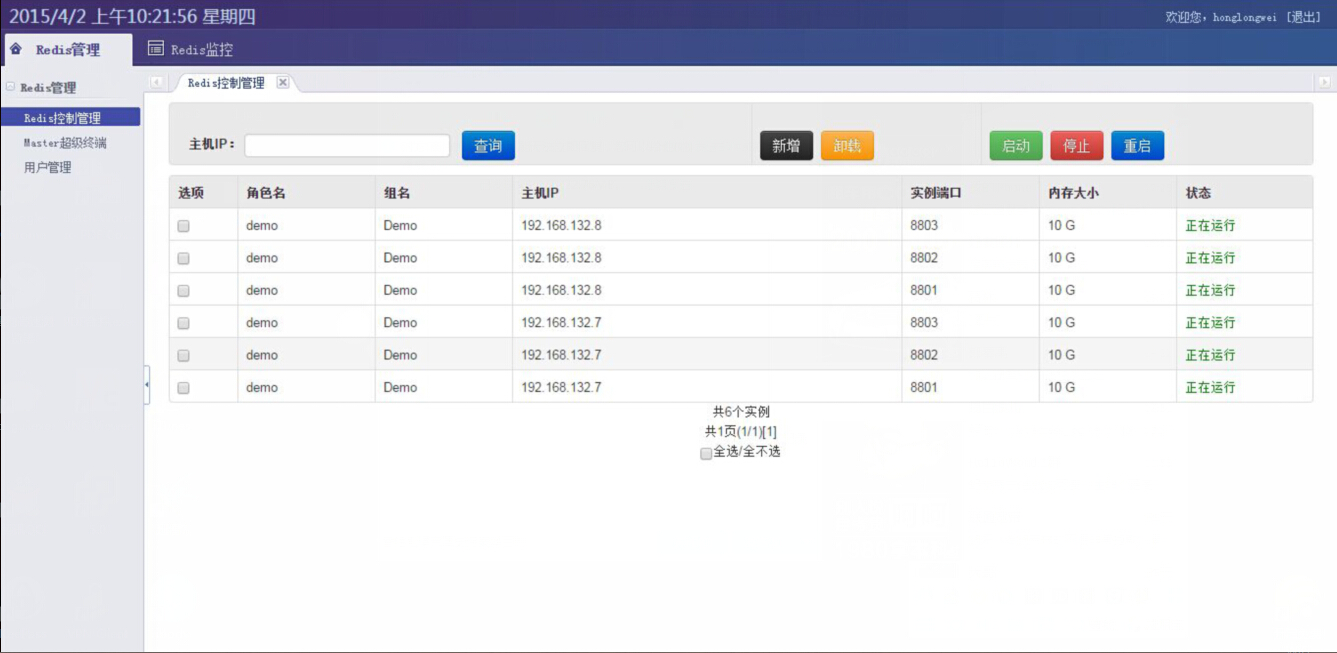 2015/4/2 上午10:21:56 星期四
欢迎您，honglongwei [退出]
Redis管理 Redis监控
Redis管理
Redis控制管理
Master超级终端
用户管理
Redis控制管理
主机IP： 查询 新增 卸载 启动 停止 重启
选项 角色名 组名 主机IP 实例端口 内存大小 状态
demo Demo 192.168.132.8 8803 10 G 正在运行
demo Demo 192.168.132.8 8802 10 G 正在运行
demo Demo 192.168.132.8 8801 10 G 正在运行
demo Demo 192.168.132.7 8803 10 G 正在运行
demo Demo 192.168.132.7 8802 10 G 正在运行
demo Demo 192.168.132.7 8801 10 G 正在运行
共6个实例
共1页(1/1)[1]
全选/全不选